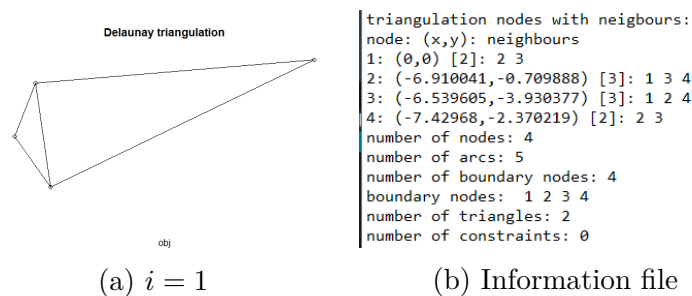 Delaunay triangulation
obj
(a) i = 1
triangulation nodes with neigbours:
node: (x,y): neighbours
1: (0,0) [2]: 2 3
2: (-6.910041,-0.709888) [3]: 1 3 4
3: (-6.539605,-3.930377) [3]: 1 2 4
4: (-7.42968,-2.370219) [2]: 2 3
number of nodes: 4
number of arcs: 5
number of boundary nodes: 4
boundary nodes:  1 2 3 4
number of triangles: 2
number of constraints: 0
(b) Information file